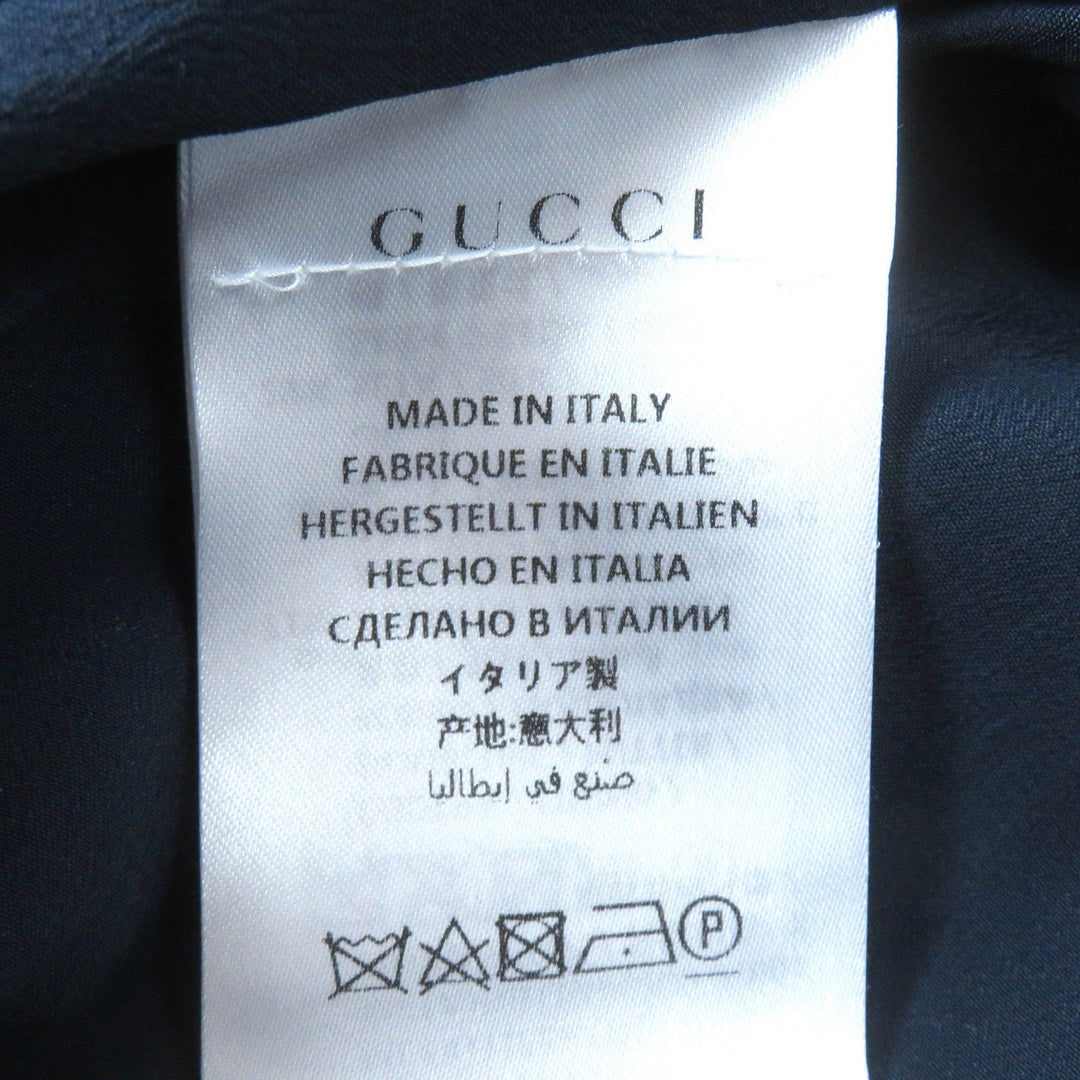 GUCCI
MADE IN ITALY
FABRIQUE EN ITALIE
HERGESTELLT IN ITALIEN
HECHO EN ITALIA
СДЕЛАНО В ИТАЛИИ
イタリア製
产地:意大利
صنع في إيطاليا
P